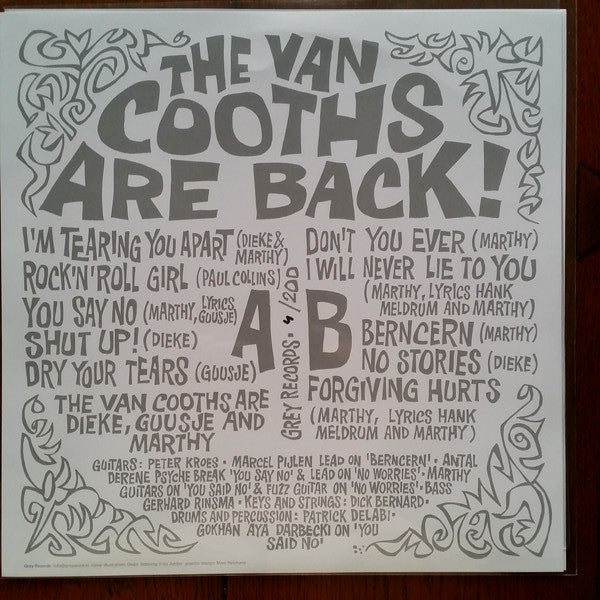 THE VAN
COOTHS
ARE BACK!
I'M TEARING YOU APART (DIEKE &
MARTHY)
ROCK'N'ROLL GIRL (PAUL COLLINS)
YOU SAY NO (MARTHY, LYRICS
GUUSJE)
SHUT UP! (DIEKE)
DRY YOUR TEARS (GUUSJE)
A
THE VAN COOTHS ARE
DIEKE, GUUSJE AND
MARTHY
GREY RECORDS · /200
DON'T YOU EVER (MARTHY)
I WILL NEVER LIE TO YOU
(MARTHY, LYRICS HANK
MELDRUM AND MARTHY)
B
BERNCERN (MARTHY)
NO STORIES (DIEKE)
FORGIVING HURTS
(MARTHY, LYRICS HANK
MELDRUM AND MARTHY)
GUITARS: PETER KROES · MARCEL PIJLEN LEAD ON 'BERNCERN' · ANTAL
DERENE PSYCHE BREAK 'YOU SAY NO' & LEAD ON 'NO WORRIES' · MARTHY
GUITARS ON 'YOU SAID NO' & FUZZ GUITAR ON 'NO WORRIES' · BASS
GERHARD RINSMA · KEYS AND STRINGS: DICK BERNARD ·
DRUMS AND PERCUSSION: PATRICK DELABI ·
GOKHAN AYA DARBECKI ON 'YOU
SAID NO'
Grey Records